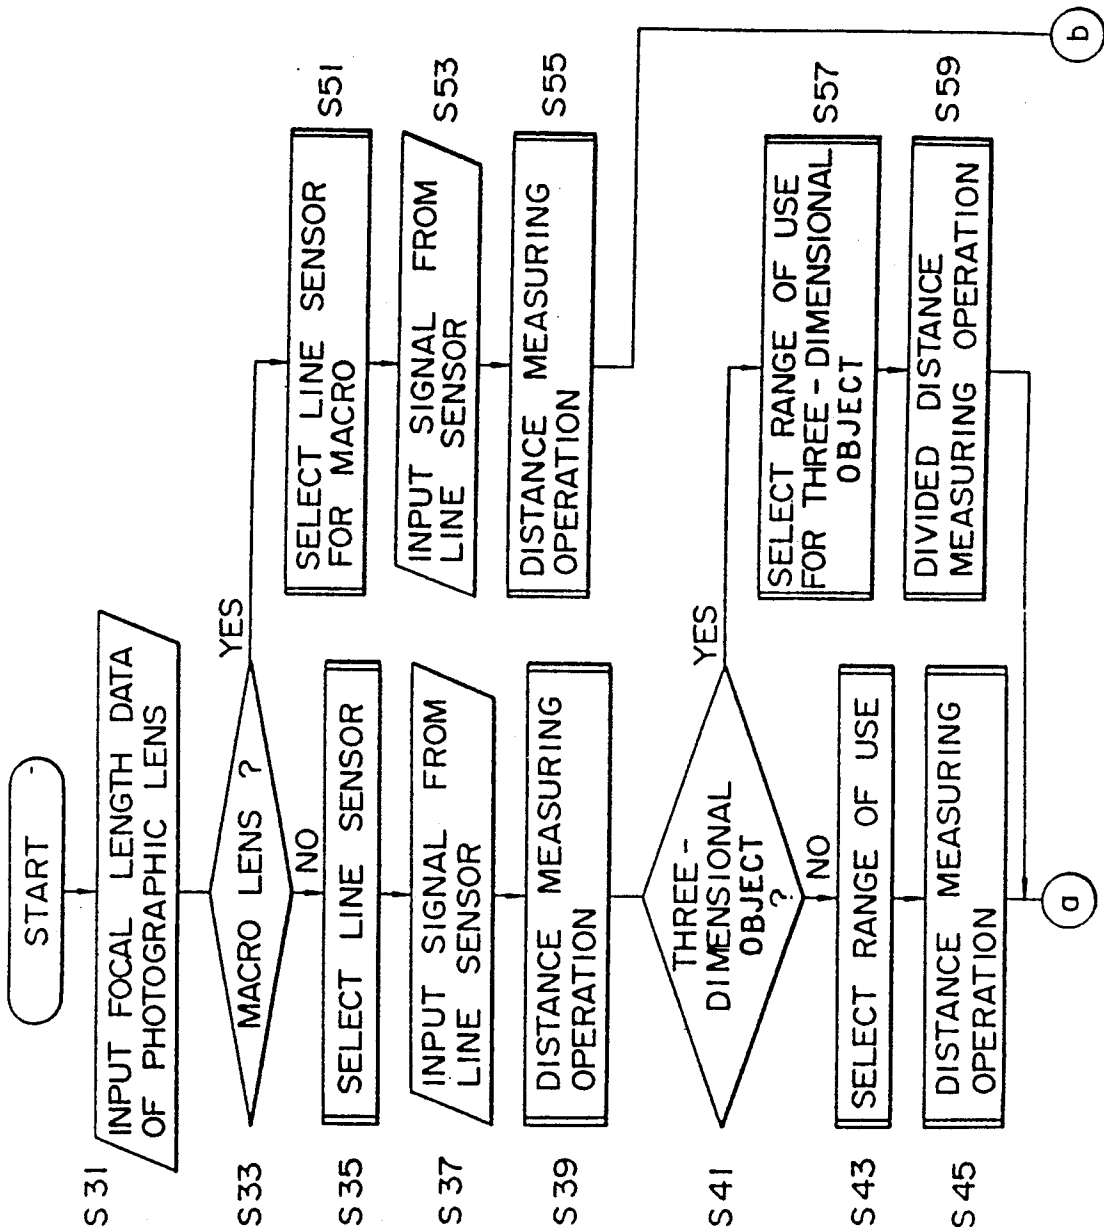 START
S31
INPUT FOCAL LENGTH DATA
OF PHOTOGRAPHIC LENS
S33
MACRO LENS ?
YES
NO
S35
SELECT LINE SENSOR
S37
INPUT SIGNAL FROM
LINE SENSOR
S39
DISTANCE MEASURING
OPERATION
S41
THREE-
DIMENSIONAL
OBJECT
?
YES
NO
S43
SELECT RANGE OF USE
S45
DISTANCE MEASURING
OPERATION
a
SELECT LINE SENSOR
FOR MACRO
S51
INPUT SIGNAL FROM
LINE SENSOR
S53
DISTANCE MEASURING
OPERATION
S55
SELECT RANGE OF USE
FOR THREE-DIMENSIONAL
OBJECT
S57
DIVIDED DISTANCE
MEASURING OPERATION
S59
b